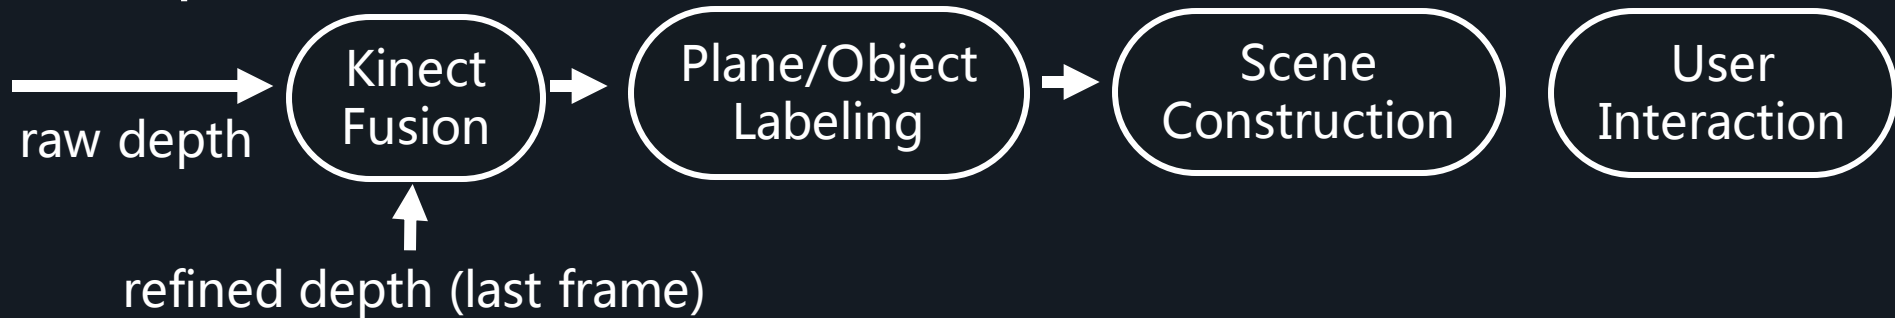 Kinect
Fusion
Plane/Object
Labeling
Scene
Construction
User
Interaction
raw depth
refined depth (last frame)